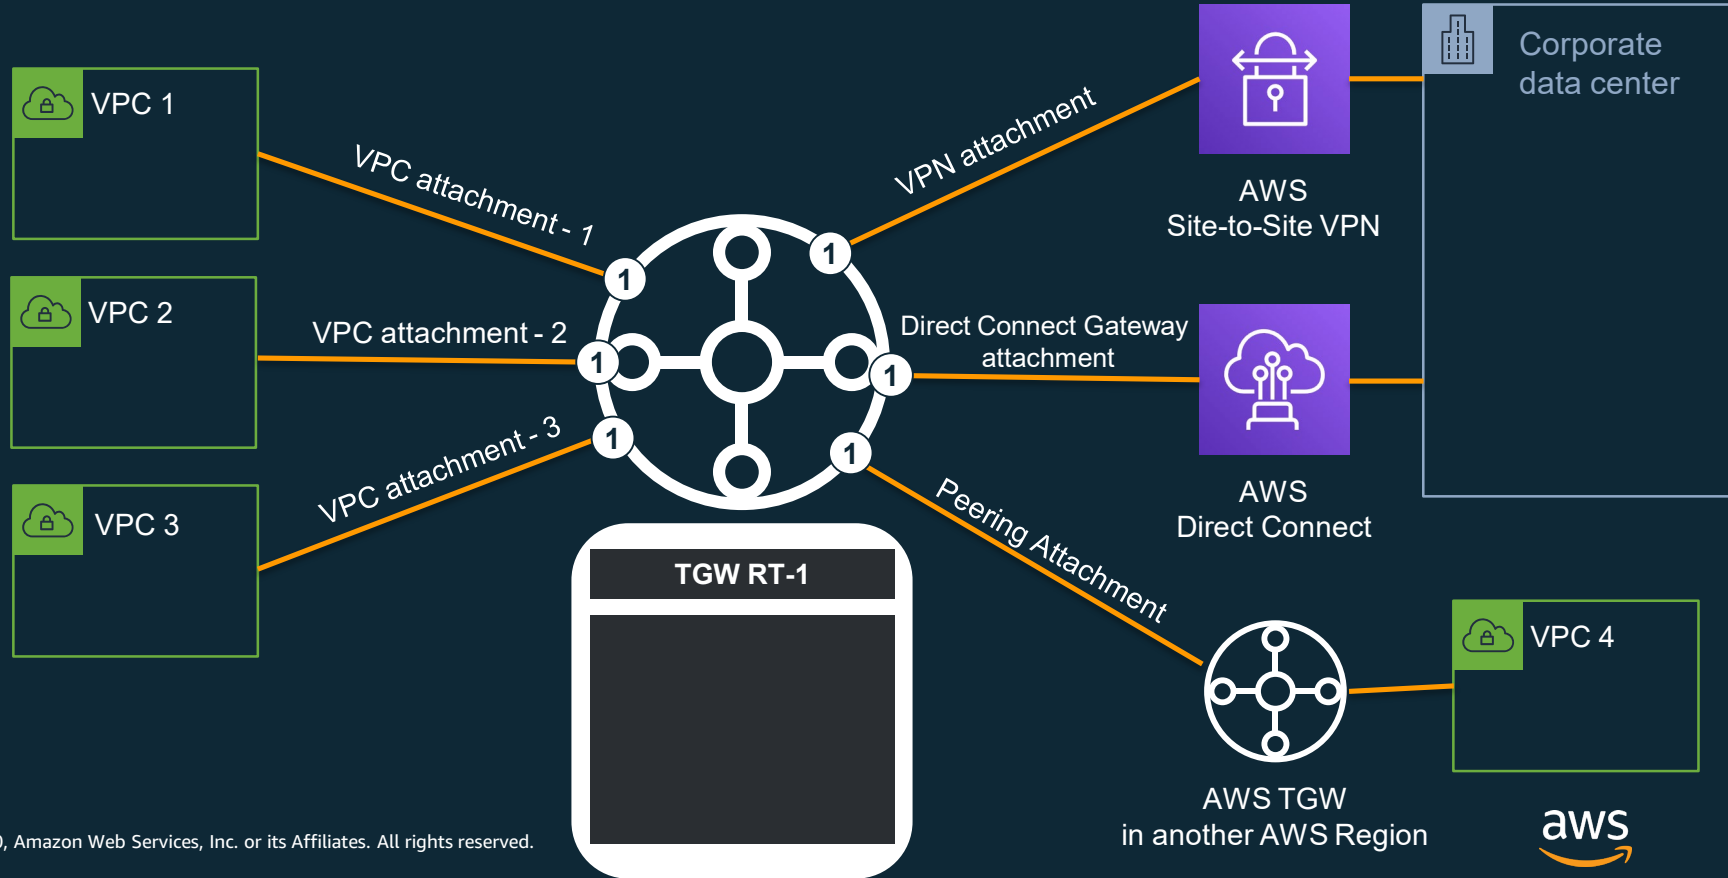 VPC 1
VPC attachment - 1
VPC 2
VPC attachment - 2
VPC 3
VPC attachment - 3
1
1
1
1
1
1
VPN attachment
AWS
Site-to-Site VPN
Corporate
data center
Direct Connect Gateway
attachment
AWS
Direct Connect
Peering Attachment
TGW RT-1
VPC 4
AWS TGW
in another AWS Region
, Amazon Web Services, Inc. or its Affiliates. All rights reserved.
aws